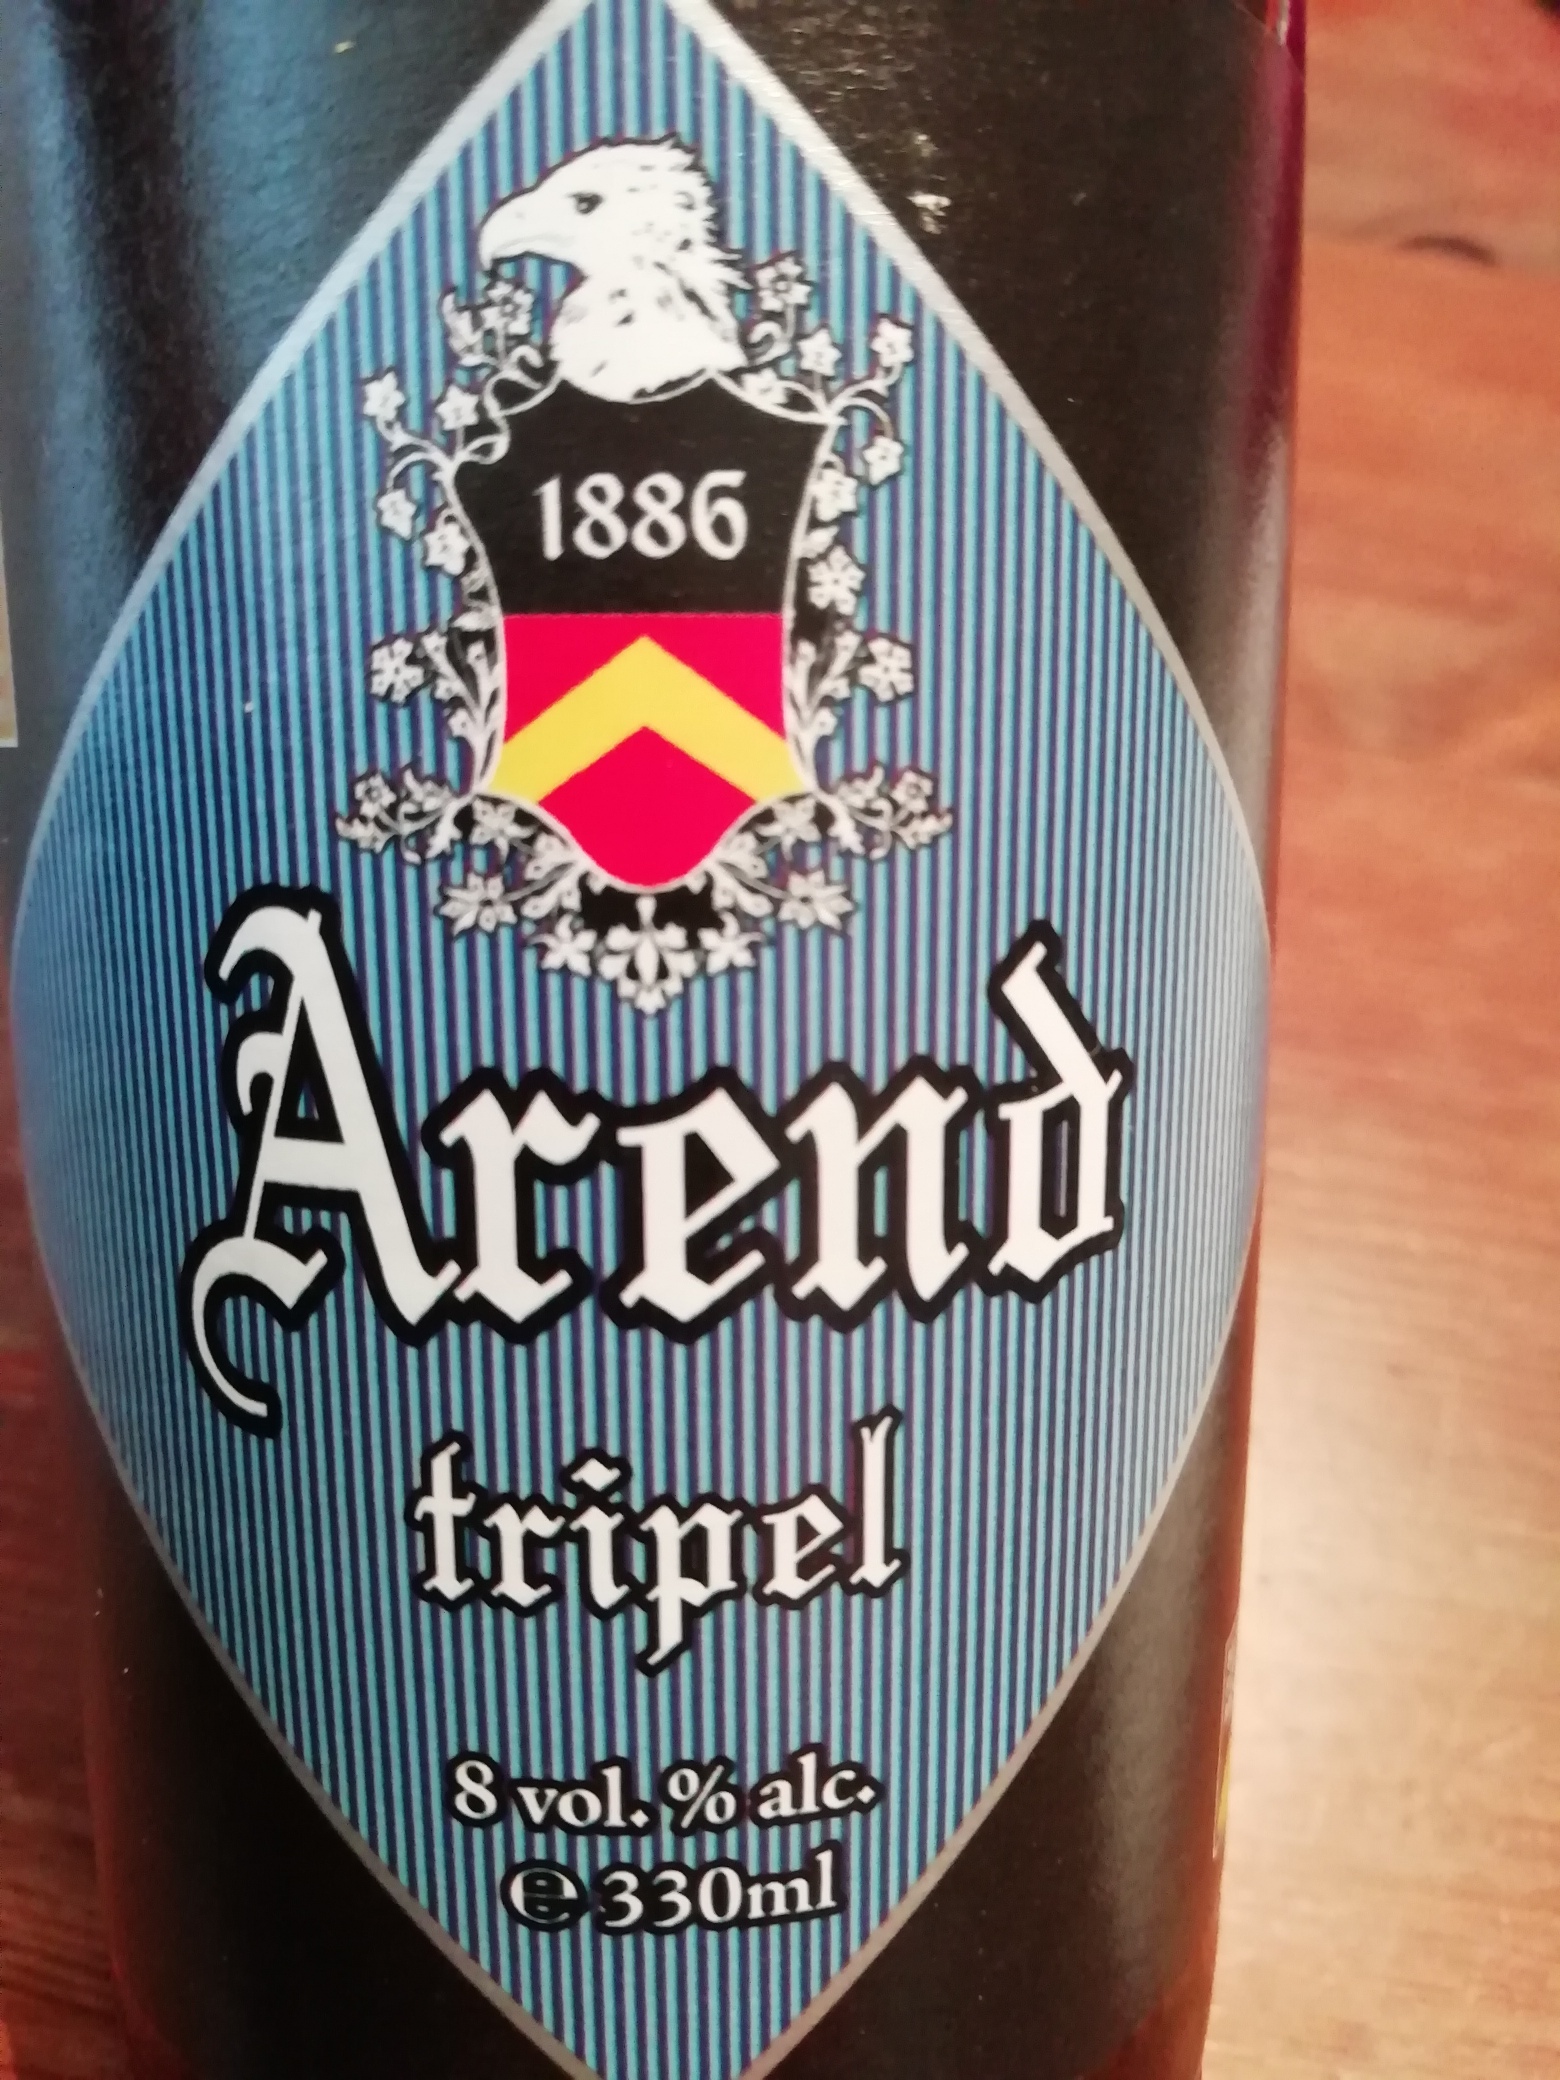 1886
Arend
tripel
8 vol. % alc.
℮ 330ml